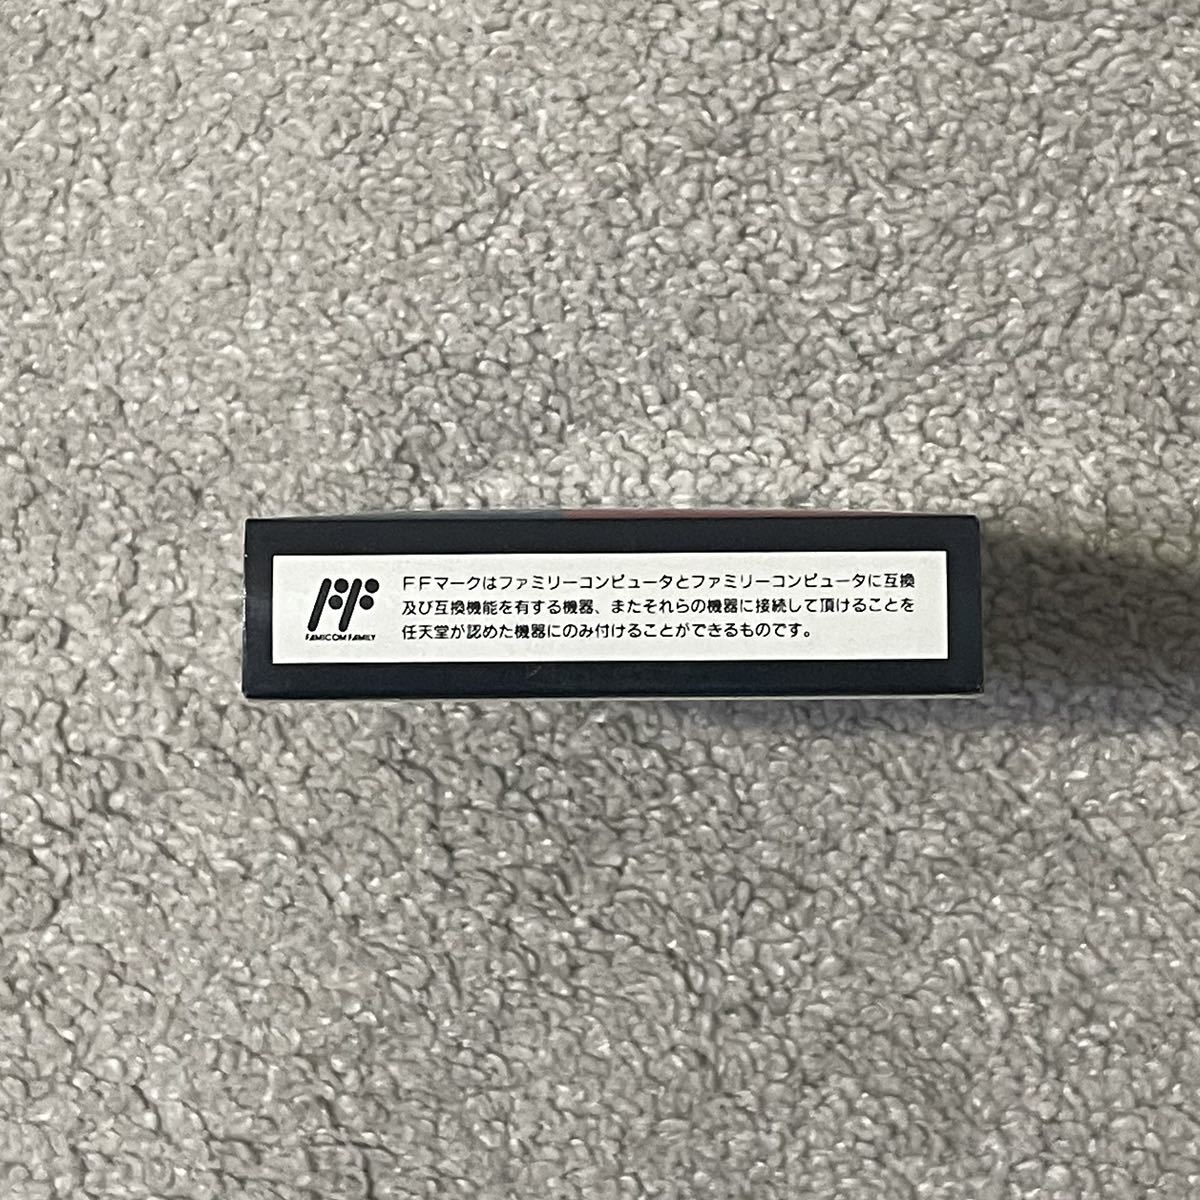 FFマークはファミリーコンピュータとファミリーコンピュータに互換
及び互換機能を有する機器、またそれらの機器に接続して頂けることを
任天堂が認めた機器にのみ付けることができるものです。
FF
FAMICOM FAMILY